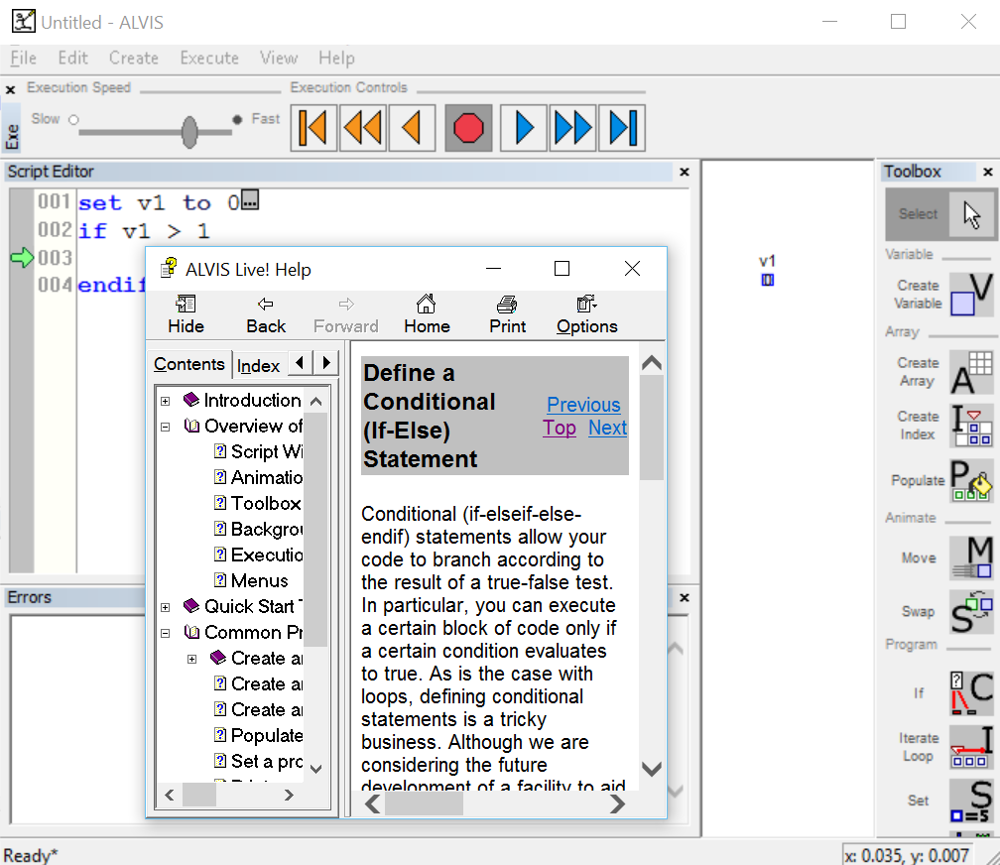 Untitled - ALVIS
File Edit Create Execute View Help
Execution Speed
Execution Controls
Exe
Slow
Fast
Script Editor
001 set v1 to 0...
002 if v1 > 1
003
004 endif
ALVIS Live! Help
Hide Back Forward Home Print Options
Contents Index
Introduction
Overview of
Script Wi
Animatio
Toolbox
Backgrou
Executio
Menus
Quick Start T
Common Pr
Create ar
Create ar
Create ar
Populate
Set a pro
Define a
Conditional
(If-Else)
Statement
Previous
Top Next
Conditional (if-elseif-else-
endif) statements allow your
code to branch according to
the result of a true-false test.
In particular, you can execute
a certain block of code only if
a certain condition evaluates
to true. As is the case with
loops, defining conditional
statements is a tricky
business. Although we are
considering the future
development of a facility to aid
Errors
v1
Toolbox
Select
Variable
Create
Variable
V
Array
Create
Array
A
Create
Index
I
Populate
P
Animate
Move
M
Swap
S
Program
If
C
Iterate
Loop
I
Set
S
=5
Ready*
x: 0.035, y: 0.007